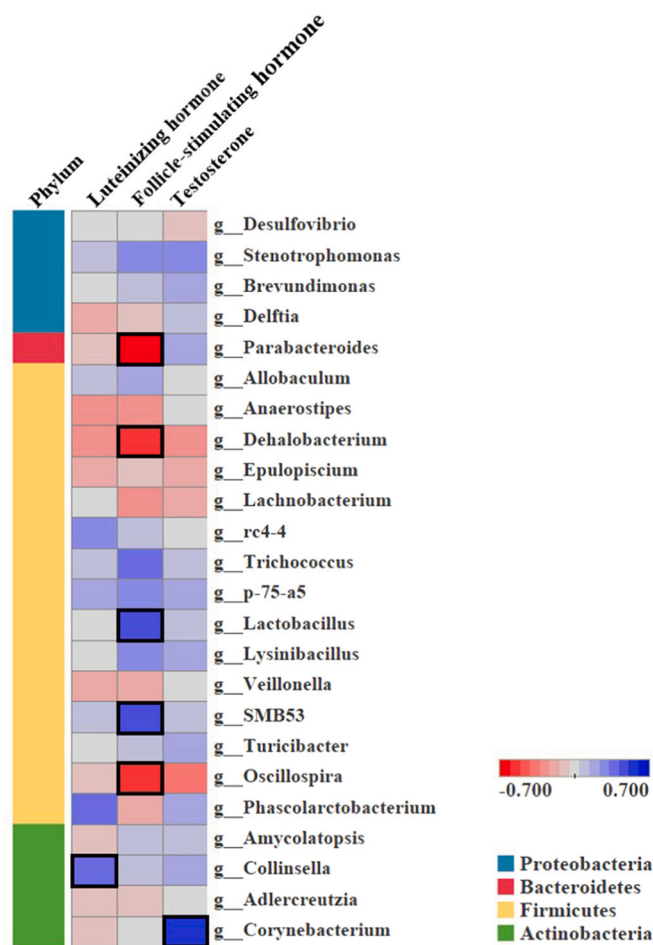 Phylum
Luteinizing hormone
Follicle-stimulating hormone
Testosterone
g__Desulfovibrio
g__Stenotrophomonas
g__Brevundimonas
g__Delftia
g__Parabacteroides
g__Allobaculum
g__Anaerostipes
g__Dehalobacterium
g__Epulopiscium
g__Lachnobacterium
g__rc4-4
g__Trichococcus
g__p-75-a5
g__Lactobacillus
g__Lysinibacillus
g__Veillonella
g__SMB53
g__Turicibacter
g__Oscillospira
g__Phascolarctobacterium
g__Amycolatopsis
g__Collinsella
g__Adlercreutzia
g__Corynebacterium
-0.700 0.700
Proteobacteria
Bacteroidetes
Firmicutes
Actinobacteria